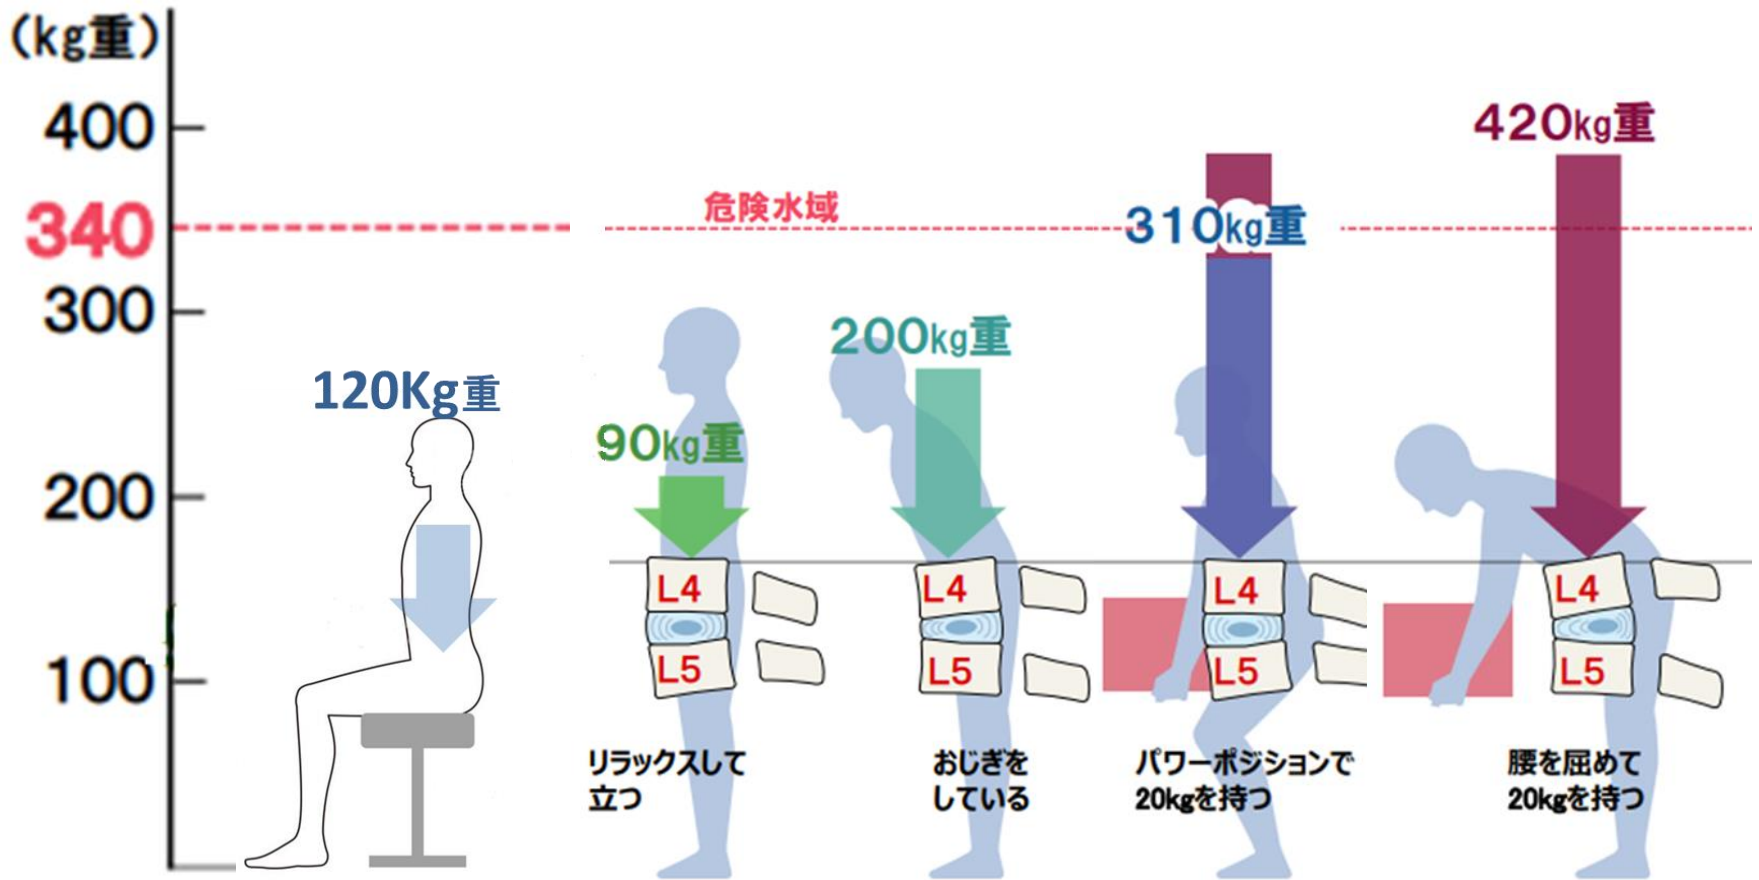 （kg重）
400
340
300
200
100
危険水域
120Kg重
90kg重
200kg重
310kg重
420kg重
L4
L5
L4
L5
L4
L5
L4
L5
リラックスして
立つ
おじぎを
している
パワーポジションで
20kgを持つ
腰を屈めて
20kgを持つ